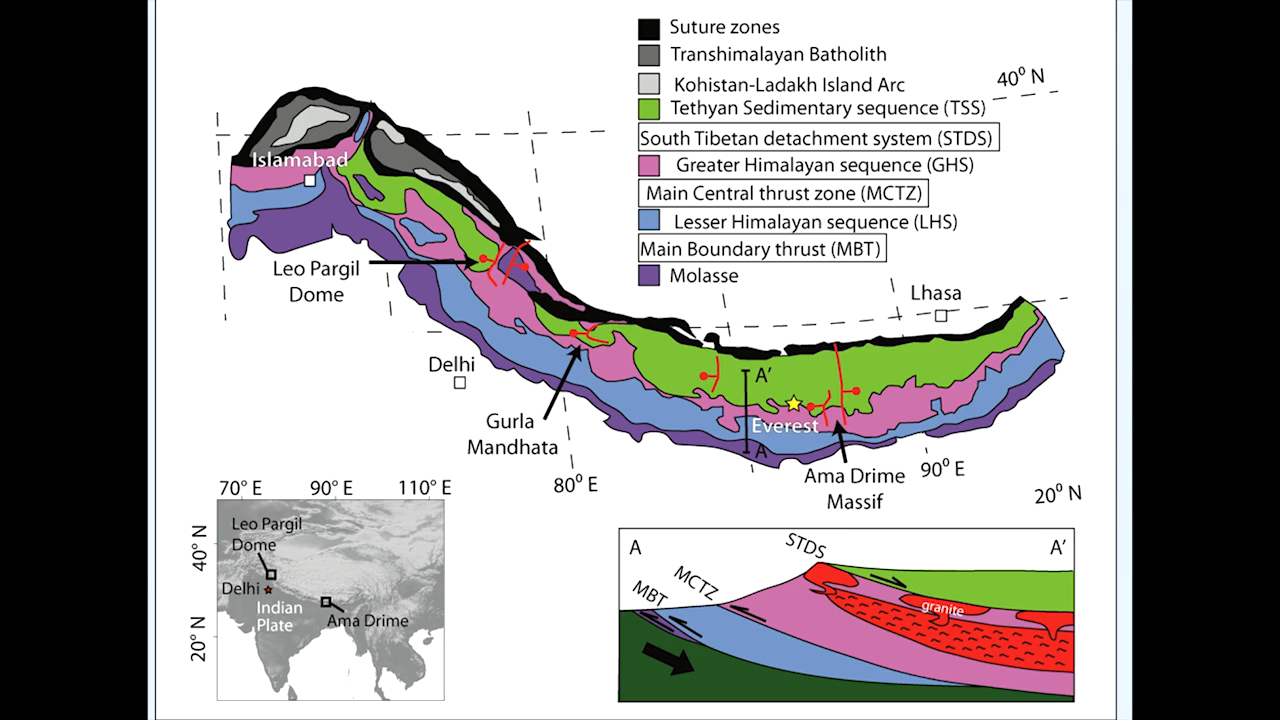 Suture zones
Transhimalayan Batholith
Kohistan-Ladakh Island Arc
Tethyan Sedimentary sequence (TSS)
South Tibetan detachment system (STDS)
Greater Himalayan sequence (GHS)
Main Central thrust zone (MCTZ)
Lesser Himalayan sequence (LHS)
Main Boundary thrust (MBT)
Molasse
40⁰ N
Islamabad
Leo Pargil
Dome
Lhasa
Delhi
A’
Gurla
Mandhata
Everest
A
Ama Drime
Massif
80° E
90⁰ E
20⁰ N
70° E 90° E 110° E
40° N
20° N
Leo Pargil
Dome
Delhi
Indian
Plate
Ama Drime
A
A’
STDS
MCTZ
MBT
granite